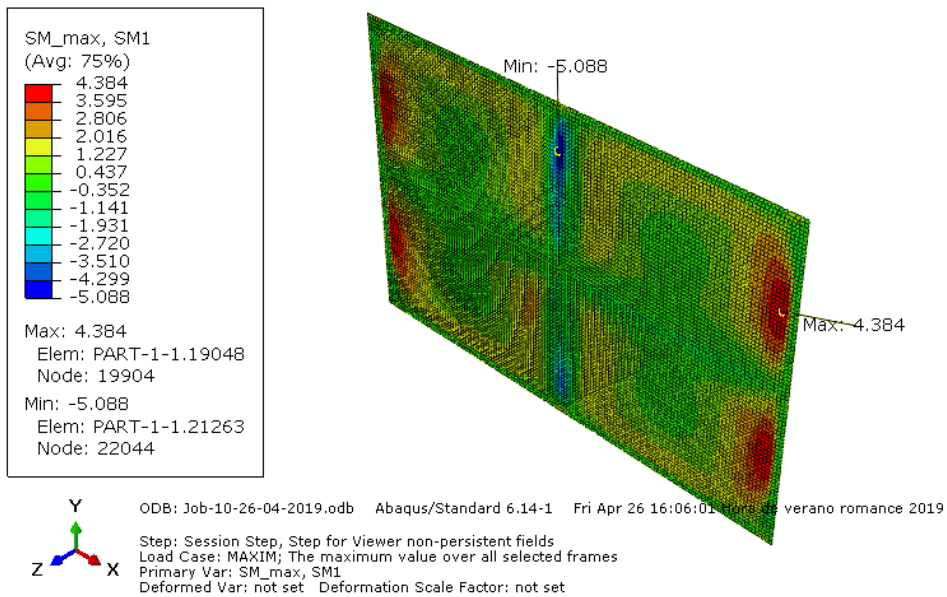 SM_max, SM1
(Avg: 75%)
4.384
3.595
2.806
2.016
1.227
0.437
-0.352
-1.141
-1.931
-2.720
-3.510
-4.299
-5.088
Max: 4.384
Elem: PART-1-1.19048
Node: 19904
Min: -5.088
Elem: PART-1-1.21263
Node: 22044
Min: -5.088
Max: 4.384
Y
Z
X
ODB: Job-10-26-04-2019.odb Abaqus/Standard 6.14-1 Fri Apr 26 16:06:01 Hora de verano romance 2019
Step: Session Step, Step for Viewer non-persistent fields
Load Case: MAXIM; The maximum value over all selected frames
Primary Var: SM_max, SM1
Deformed Var: not set Deformation Scale Factor: not set